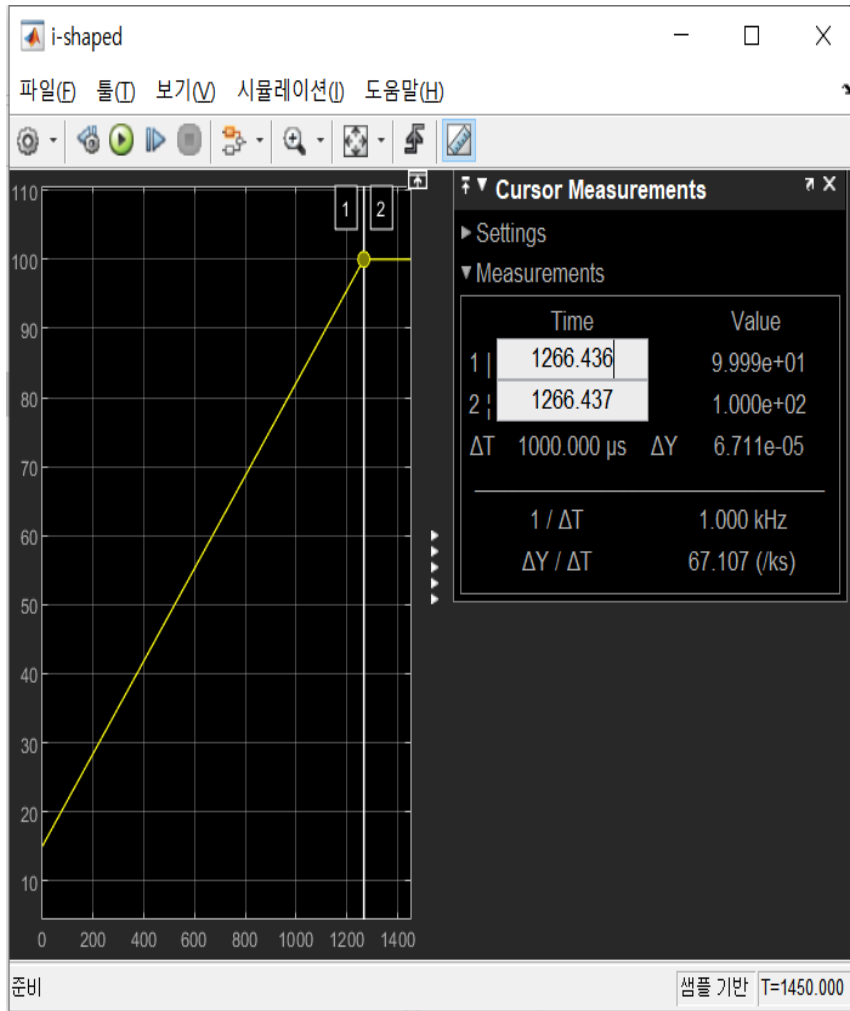 i-shaped
파일(F) 툴(T) 보기(V) 시뮬레이션(I) 도움말(H)
110
100
90
80
70
60
50
40
30
20
10
0 200 400 600 800 1000 1200 1400
1 2
Cursor Measurements
Settings
Measurements
Time Value
1 | 1266.436 9.999e+01
2 ¦ 1266.437 1.000e+02
ΔT 1000.000 µs ΔY 6.711e-05
1 / ΔT 1.000 kHz
ΔY / ΔT 67.107 (/ks)
준비 샘플 기반 T=1450.000